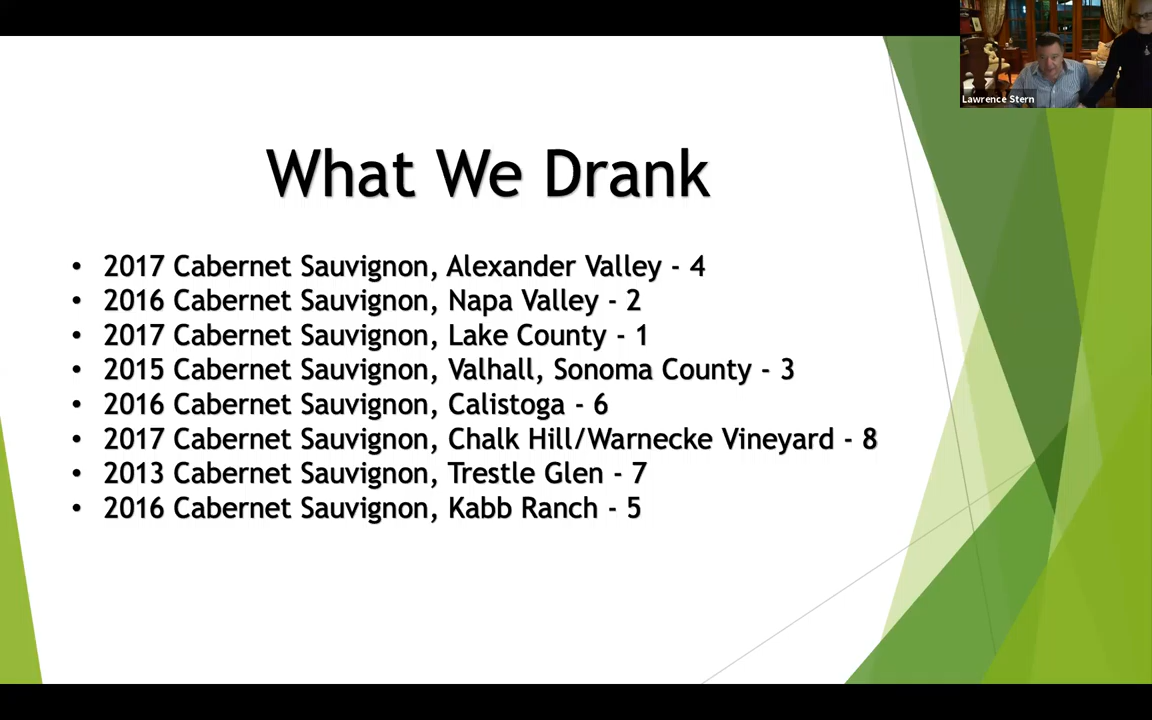 Lawrence Stern
What We Drank
• 2017 Cabernet Sauvignon, Alexander Valley - 4
• 2016 Cabernet Sauvignon, Napa Valley - 2
• 2017 Cabernet Sauvignon, Lake County - 1
• 2015 Cabernet Sauvignon, Valhall, Sonoma County - 3
• 2016 Cabernet Sauvignon, Calistoga - 6
• 2017 Cabernet Sauvignon, Chalk Hill/Warnecke Vineyard - 8
• 2013 Cabernet Sauvignon, Trestle Glen - 7
• 2016 Cabernet Sauvignon, Kabb Ranch - 5